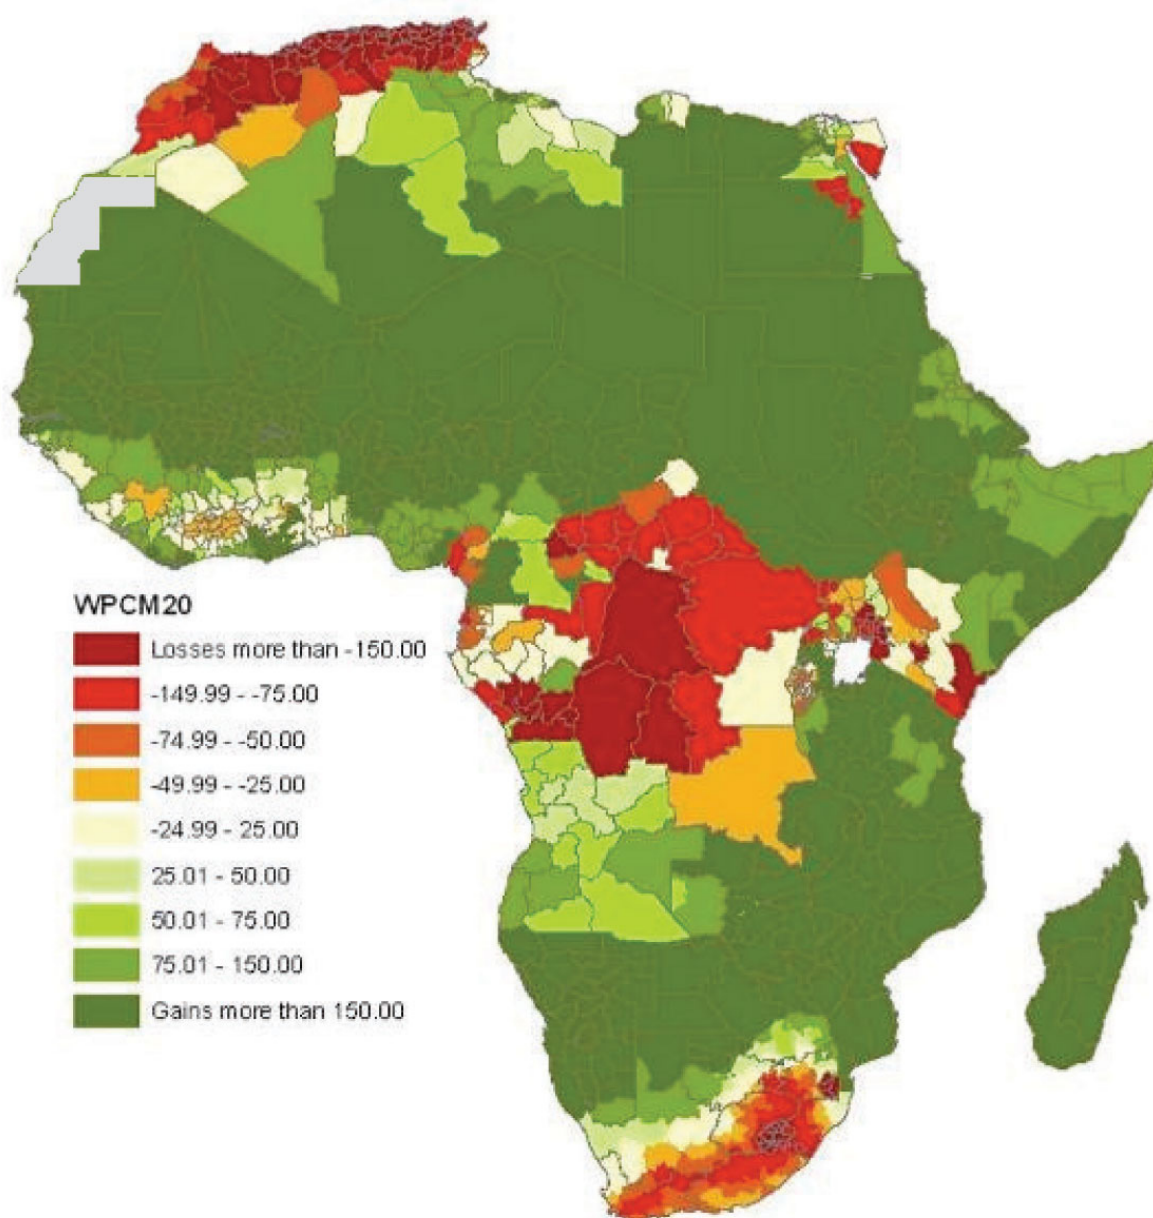 WPCM20
Losses more than -150.00
-149.99 - -75.00
-74.99 - -50.00
-49.99 - -25.00
-24.99 - 25.00
25.01 - 50.00
50.01 - 75.00
75.01 - 150.00
Gains more than 150.00